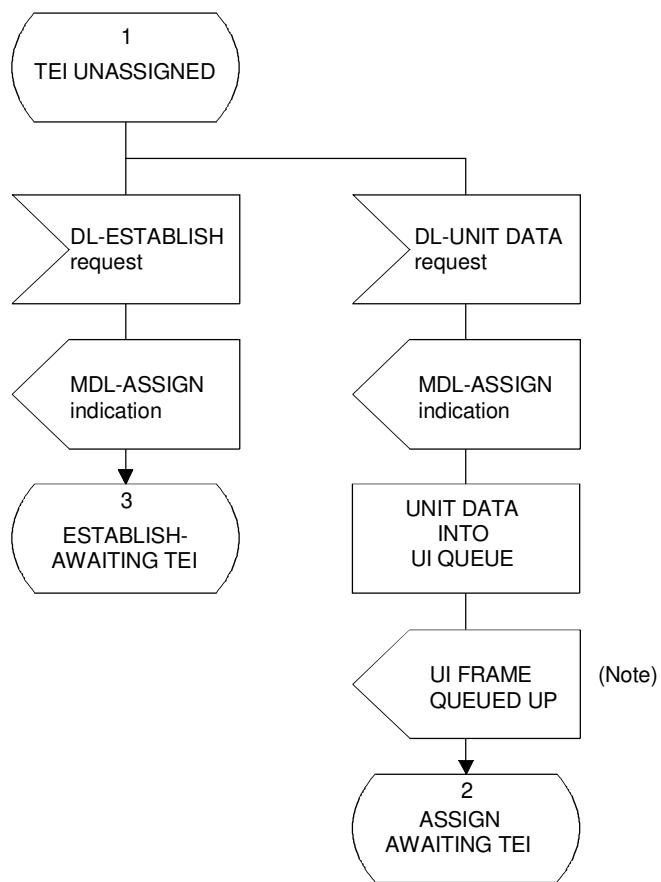 1
TEI UNASSIGNED
DL-ESTABLISH
request
DL-UNIT DATA
request
MDL-ASSIGN
indication
MDL-ASSIGN
indication
3
ESTABLISH-
AWAITING TEI
UNIT DATA
INTO
UI QUEUE
UI FRAME
QUEUED UP
(Note)
2
ASSIGN
AWAITING TEI